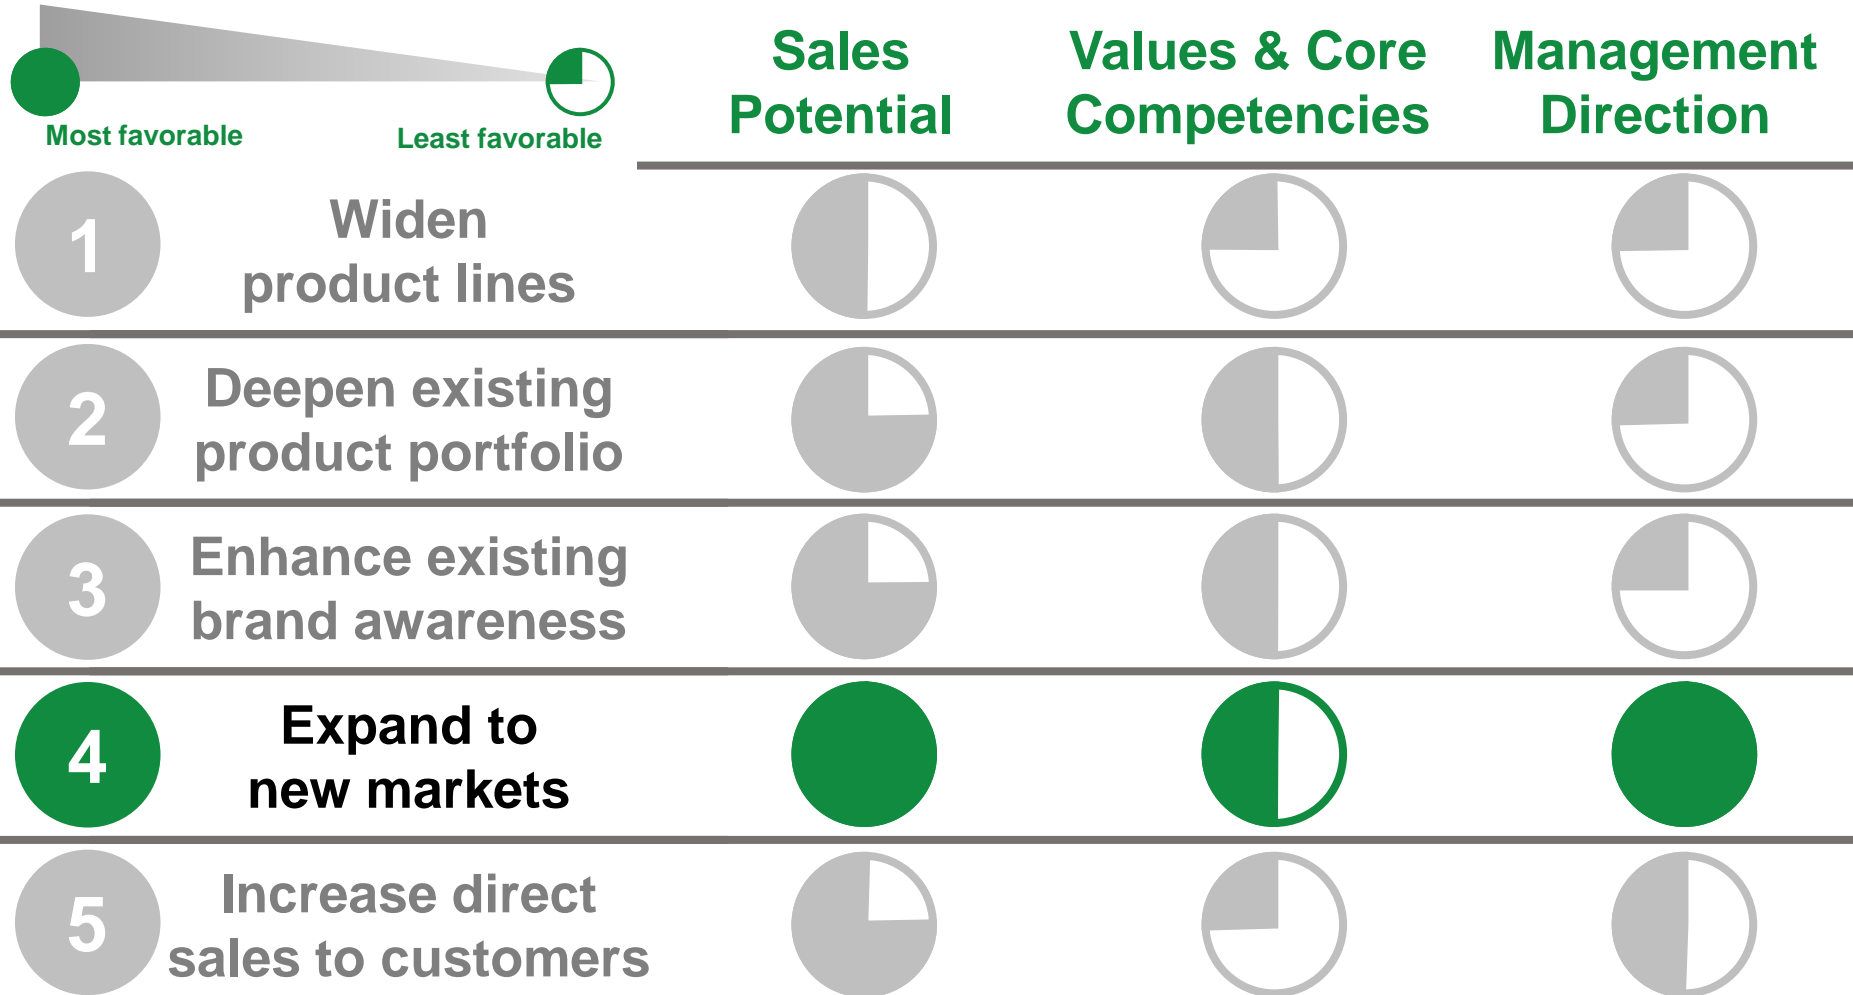 Most favorable
Least favorable
Sales
Potential
Values & Core
Competencies
Management
Direction
1
Widen
product lines
2
Deepen existing
product portfolio
3
Enhance existing
brand awareness
4
Expand to
new markets
5
Increase direct
sales to customers